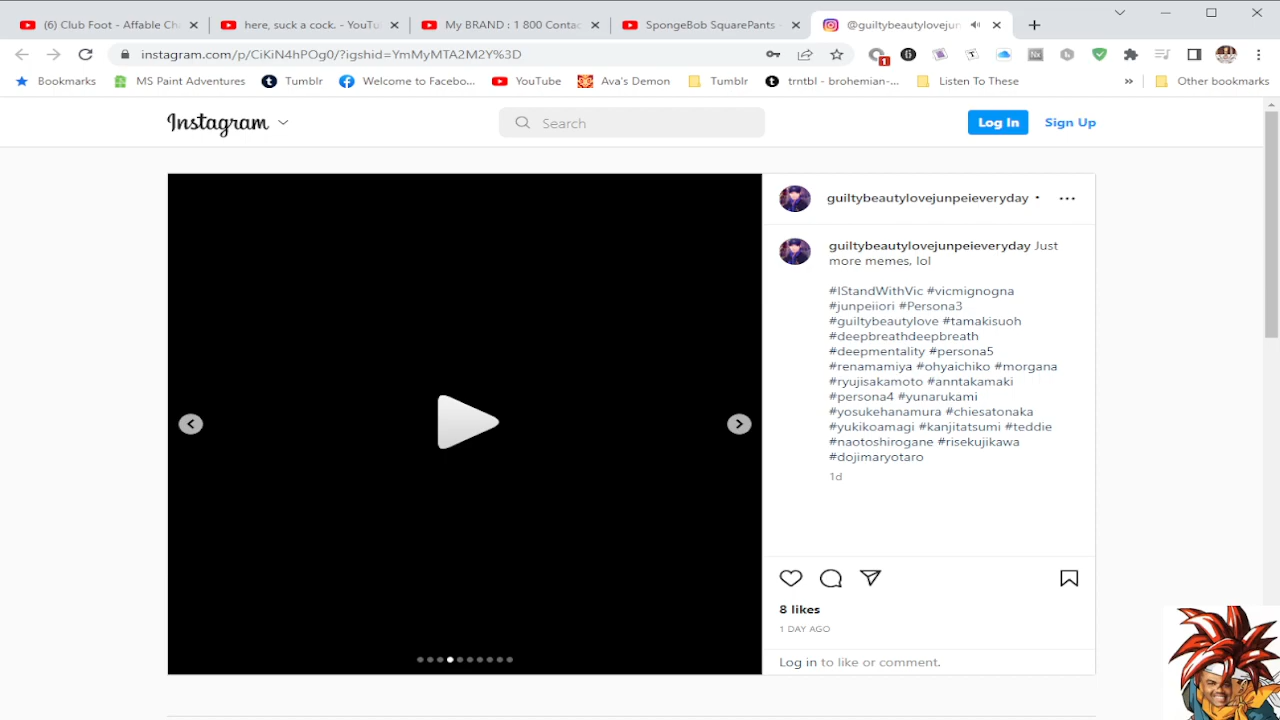 (6) Club Foot - Affable Ch
here, suck a cock. - YouTu
My BRAND : 1 800 Contac
SpongeBob SquarePants -
@guiltybeautylovejun
instagram.com/p/CiKiN4hPOq0/?igshid=YmMyMTA2M2Y%3D
1
Bookmarks
MS Paint Adventures
Tumblr
Welcome to Facebo...
YouTube
Ava's Demon
Tumblr
trntbl - brohemian-...
Listen To These
»
Other bookmarks
Instagram
Search
Log In
Sign Up
guiltybeautylovejunpeieveryday •
guiltybeautylovejunpeieveryday Just
more memes, lol
#IStandWithVic #vicmignogna
#junpeiiori #Persona3
#guiltybeautylove #tamakisuoh
#deepbreathdeepbreath
#deepmentality #persona5
#renamamiya #ohyaichiko #morgana
#ryujisakamoto #anntakamaki
#persona4 #yunarukami
#yosukehanamura #chiesatonaka
#yukikoamagi #kanjitatsumi #teddie
#naotoshirogane #risekujikawa
#dojimaryotaro
1d
8 likes
1 DAY AGO
Log in to like or comment.